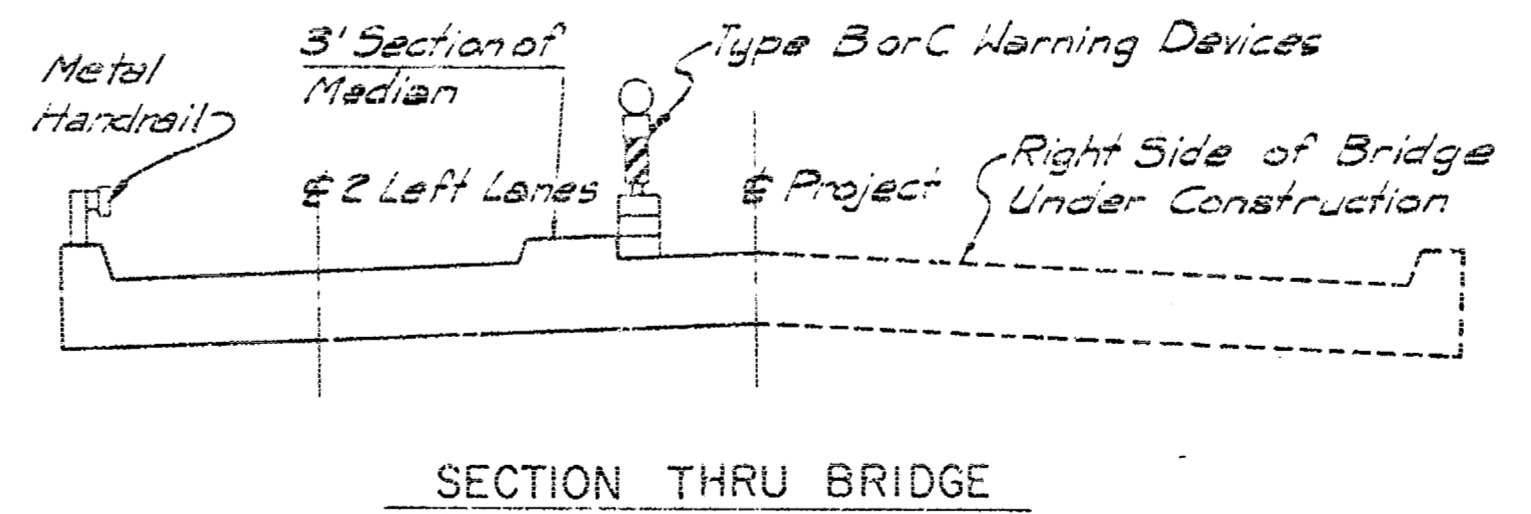 Metal
Handrail
3' Section of
Median
Type B or C Warning Devices
℄ 2 Left Lanes
℄ Project
Right Side of Bridge
Under Construction
SECTION THRU BRIDGE